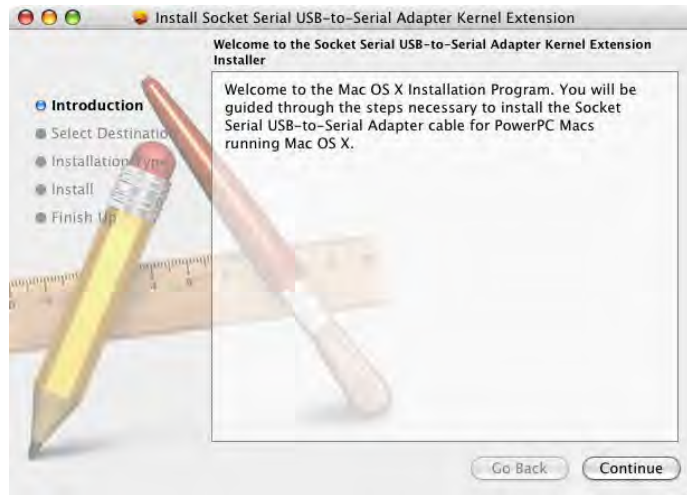 Install Socket Serial USB-to-Serial Adapter Kernel Extension
Welcome to the Socket Serial USB-to-Serial Adapter Kernel Extension
Installer
Introduction
Select Destination
Installation Type
Install
Finish Up
Welcome to the Mac OS X Installation Program. You will be
guided through the steps necessary to install the Socket
Serial USB-to-Serial Adapter cable for PowerPC Macs
running Mac OS X.
Go Back
Continue